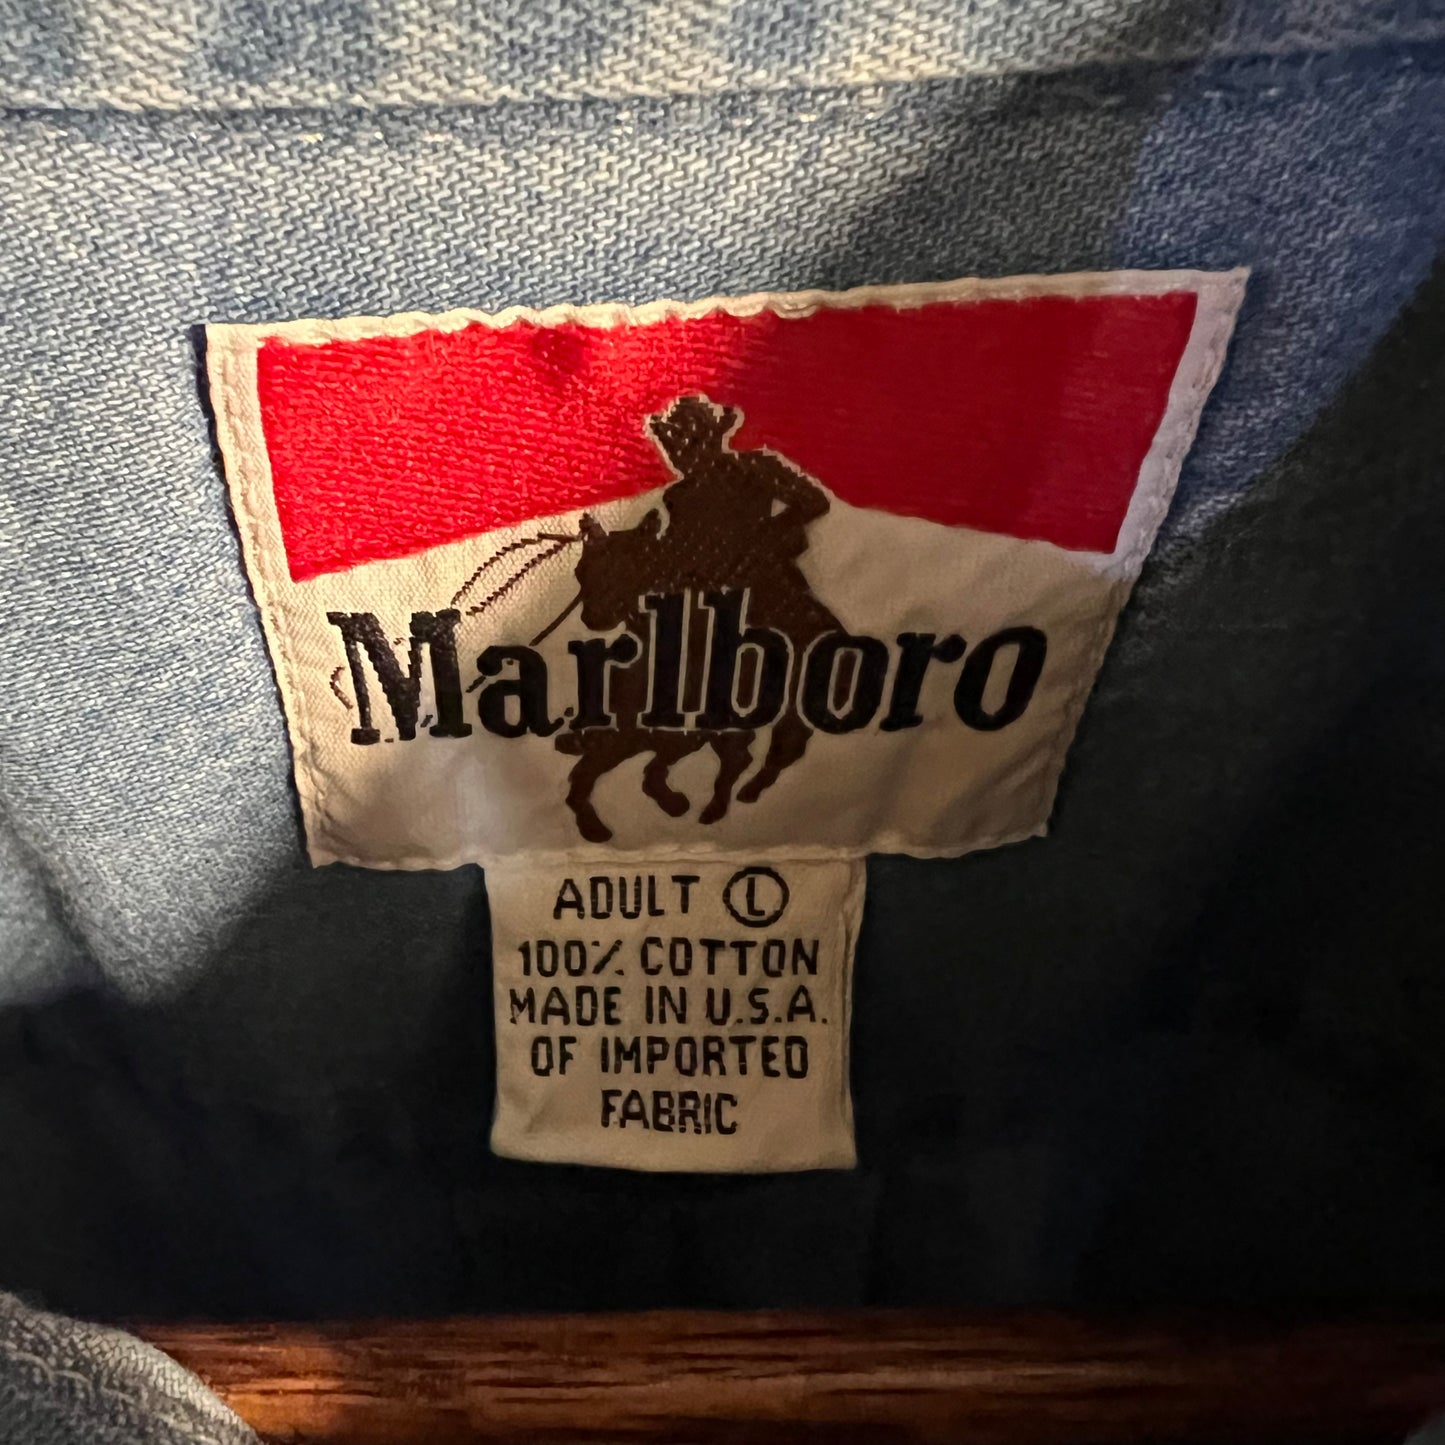 Marlboro
ADULT L
100% COTTON
MADE IN U.S.A.
OF IMPORTED
FABRIC